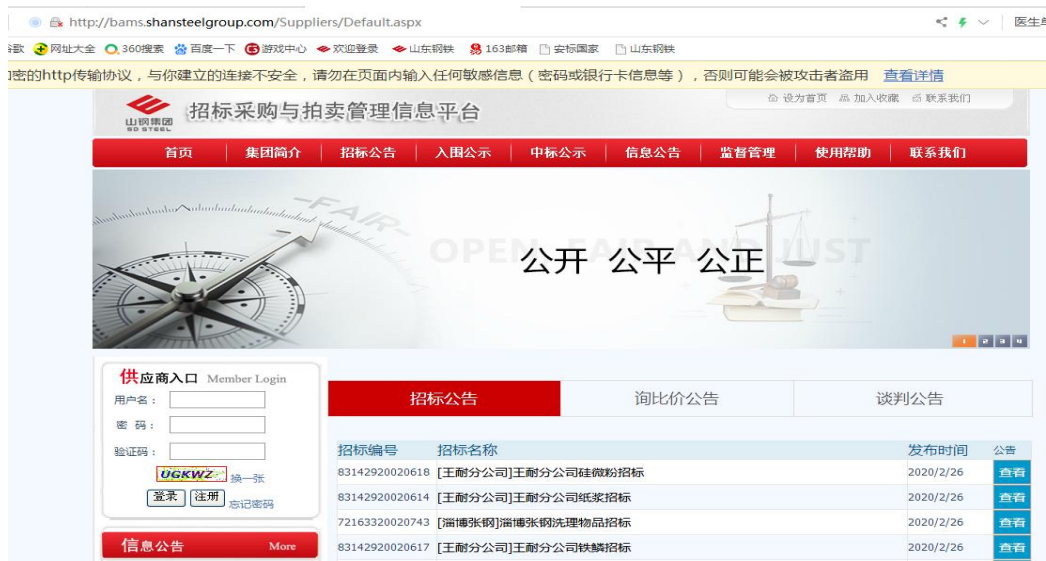 http://bams.shansteelgroup.com/Suppliers/Default.aspx
医生
谷歌 网址大全 360搜索 百度一下 游戏中心 欢迎登录 山东钢铁 163邮箱 安标国家 山东钢铁
密的http传输协议，与你建立的连接不安全，请勿在页面内输入任何敏感信息（密码或银行卡信息等），否则可能会被攻击者盗用 查看详情
山钢集团
SD STEEL
招标采购与拍卖管理信息平台
设为首页 加入收藏 联系我们
首页 集团简介 招标公告 入围公示 中标公示 信息公告 监督管理 使用帮助 联系我们
FAIR
OPEN FAIR AND JUST
公开 公平 公正
1 2 3 4
供应商入口 Member Login
用户名：
密 码：
验证码：
UGKWZ 换一张
登录 注册 忘记密码
信息公告 More
招标公告 询比价公告 谈判公告
招标编号 招标名称 发布时间 公告
83142920020618 [王耐分公司]王耐分公司硅微粉招标 2020/2/26 查看
83142920020614 [王耐分公司]王耐分公司纸浆招标 2020/2/26 查看
72163320020743 [淄博张钢]淄博张钢洗理物品招标 2020/2/26 查看
83142920020617 [王耐分公司]王耐分公司铁鳞招标 2020/2/26 查看